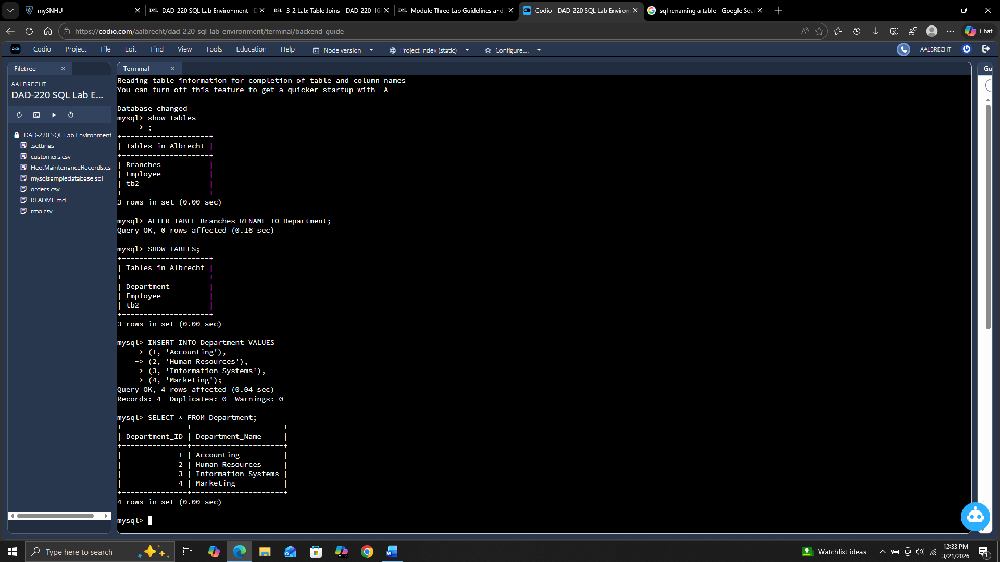 mySNHU
DAD-220 SQL Lab Environment - D
3-2 Lab: Table Joins - DAD-220-16
Module Three Lab Guidelines and
Codio - DAD-220 SQL Lab Environ
sql renaming a table - Google Sea
https://codio.com/aalbrecht/dad-220-sql-lab-environment/terminal/backend-guide
Chat
Codio Project File Edit Find View Tools Education Help Node version Project Index (static) Configure.... AALBRECHT
Filetree
Terminal
Gu
AALBRECHT
DAD-220 SQL Lab E...
DAD-220 SQL Lab Environment
.settings
customers.csv
FleetMaintenanceRecords.cs
mysqlsampledatabase.sql
orders.csv
README.md
rma.csv
Reading table information for completion of table and column names
You can turn off this feature to get a quicker startup with -A
Database changed
mysql> show tables
    -> ;
+--------------------+
| Tables_in_Albrecht |
+--------------------+
| Branches           |
| Employee           |
| tb2                |
+--------------------+
3 rows in set (0.00 sec)
mysql> ALTER TABLE Branches RENAME TO Department;
Query OK, 0 rows affected (0.16 sec)
mysql> SHOW TABLES;
+--------------------+
| Tables_in_Albrecht |
+--------------------+
| Department         |
| Employee           |
| tb2                |
+--------------------+
3 rows in set (0.00 sec)
mysql> INSERT INTO Department VALUES
    -> (1, 'Accounting'),
    -> (2, 'Human Resources'),
    -> (3, 'Information Systems'),
    -> (4, 'Marketing');
Query OK, 4 rows affected (0.04 sec)
Records: 4  Duplicates: 0  Warnings: 0
mysql> SELECT * FROM Department;
+---------------+---------------------+
| Department_ID | Department_Name     |
+---------------+---------------------+
|             1 | Accounting          |
|             2 | Human Resources     |
|             3 | Information Systems |
|             4 | Marketing           |
+---------------+---------------------+
4 rows in set (0.00 sec)
mysql>
Type here to search
Watchlist ideas
12:33 PM
3/21/2026